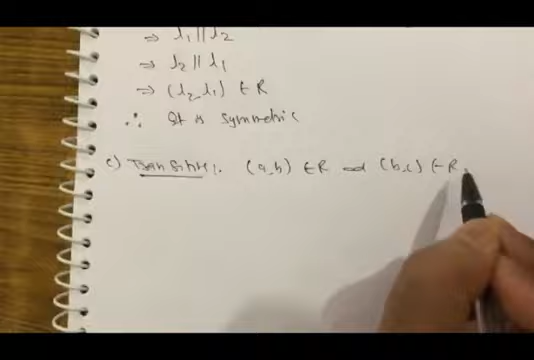 ⇒ l₁ || l₂
⇒ l₂ || l₁
⇒ (l₂, l₁) ∈ R
∴ It is symmetric
c) Transitive: (a,b) ∈ R and (b,c) ∈ R,